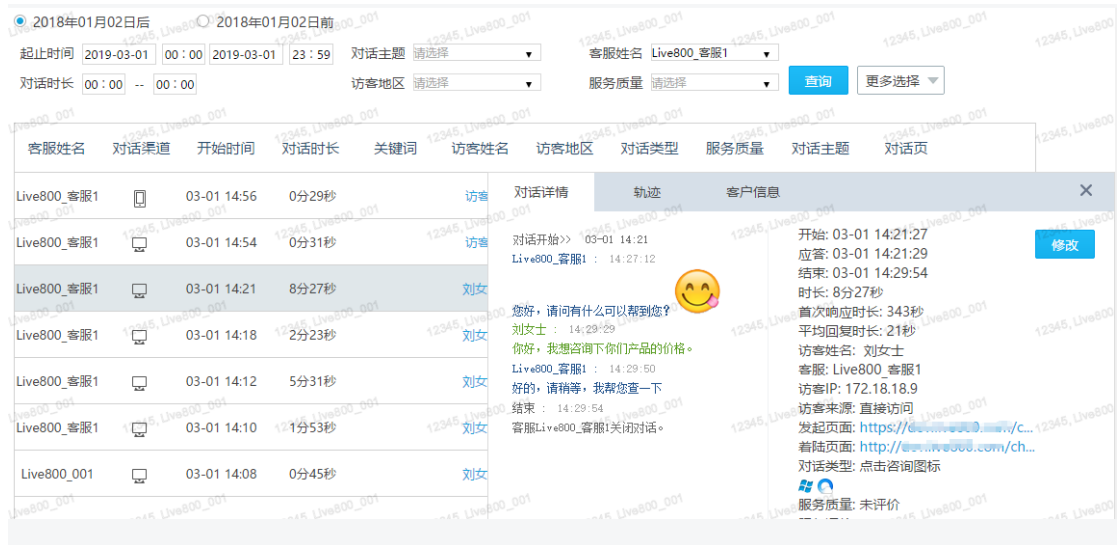 2018年01月02日后 2018年01月02日前
起止时间 2019-03-01 00:00 2019-03-01 23:59 对话主题 请选择 客服姓名 Live800_客服1
对话时长 00:00 -- 00:00 访客地区 请选择 服务质量 请选择 查询 更多选择
客服姓名 对话渠道 开始时间 对话时长 关键词 访客姓名 访客地区 对话类型 服务质量 对话主题 对话页
Live800_客服1 03-01 14:56 0分29秒 访客
Live800_客服1 03-01 14:54 0分31秒 访客
Live800_客服1 03-01 14:21 8分27秒 刘女
Live800_客服1 03-01 14:18 2分23秒 刘女
Live800_客服1 03-01 14:12 5分31秒 刘女
Live800_客服1 03-01 14:10 1分53秒 刘女
Live800_001 03-01 14:08 0分45秒 刘女
对话详情 轨迹 客户信息
对话开始>> 03-01 14:21
Live800_客服1 : 14:27:12
您好，请问有什么可以帮到您?
刘女士 : 14:29:29
你好，我想咨询下你们产品的价格。
Live800_客服1 : 14:29:50
好的，请稍等，我帮您查一下
结束 : 14:29:54
客服Live800_客服1关闭对话。
开始: 03-01 14:21:27
应答: 03-01 14:21:29
结束: 03-01 14:29:54
时长: 8分27秒
首次响应时长: 343秒
平均回复时长: 21秒
访客姓名: 刘女士
客服: Live800_客服1
访客IP: 172.18.18.9
访客来源: 直接访问
发起页面: https://
着陆页面: http://
对话类型: 点击咨询图标
服务质量: 未评价
修改
12345, Live800_001